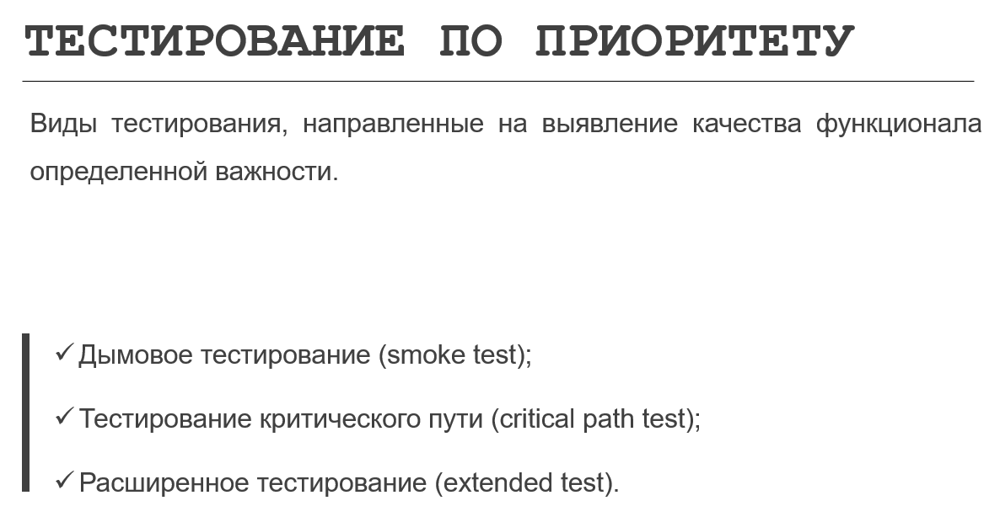 ТЕСТИРОВАНИЕ ПО ПРИОРИТЕТУ
Виды тестирования, направленные на выявление качества функционала
определенной важности.
✓ Дымовое тестирование (smoke test);
✓ Тестирование критического пути (critical path test);
✓ Расширенное тестирование (extended test).